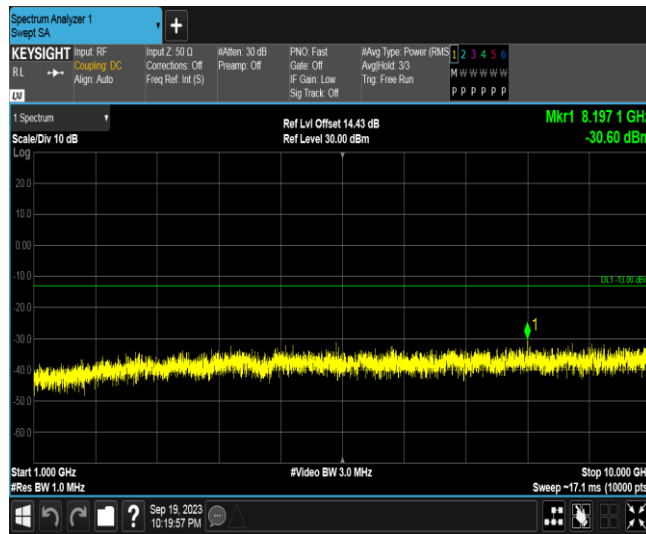 Spectrum Analyzer 1
Swept SA
+
KEYSIGHT
RL
LXI
Input: RF
Coupling: DC
Align: Auto
Input Z: 50 Ω
Corrections: Off
Freq Ref: Int (S)
#Atten: 30 dB
Preamp: Off
PNO: Fast
Gate: Off
IF Gain: Low
Sig Track: Off
#Avg Type: Power (RMS
Avg|Hold: 3/3
Trig: Free Run
1 2 3 4 5 6
M W W W W W
P P P P P P
1 Spectrum
Scale/Div 10 dB
Log
Ref Lvl Offset 14.43 dB
Ref Level 30.00 dBm
Mkr1 8.197 1 GHz
-30.60 dBm
20.0
10.0
0.00
-10.0
DL1 -13.00 dBm
-20.0
-30.0
1
-40.0
-50.0
-60.0
Start 1.000 GHz
#Res BW 1.0 MHz
#Video BW 3.0 MHz
Stop 10.000 GH
Sweep ~17.1 ms (10000 pts
?
Sep 19, 2023
10:19:57 PM